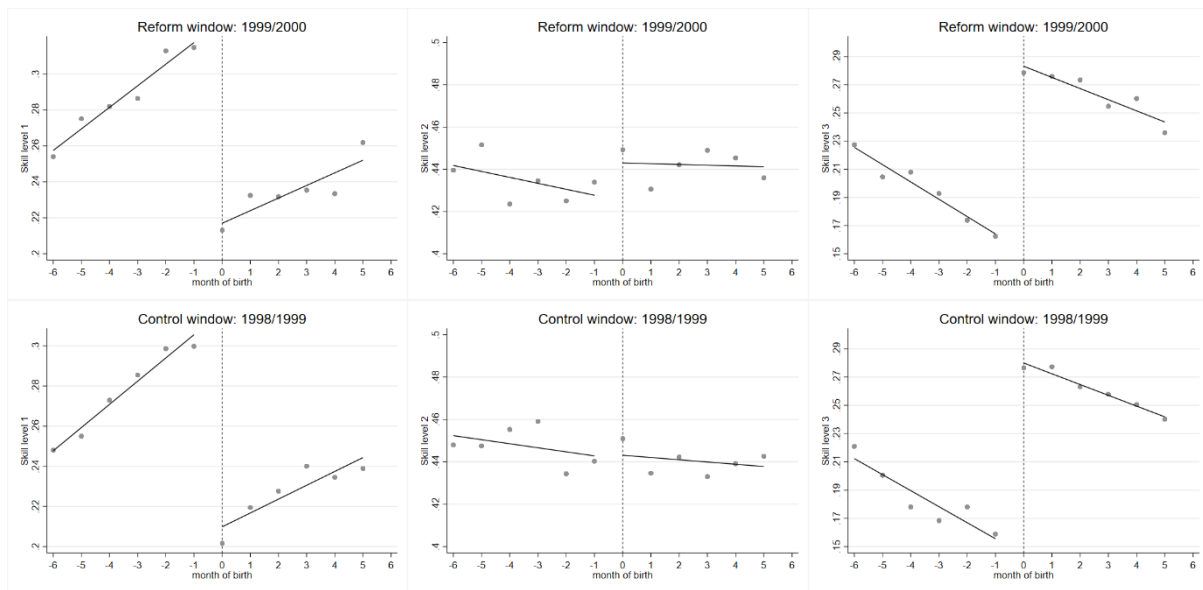 Reform window: 1999/2000
Skill level 1
.3
.28
.26
.24
.22
.2
-6 -5 -4 -3 -2 -1 0 1 2 3 4 5 6
month of birth
Reform window: 1999/2000
Skill level 2
.5
.48
.46
.44
.42
.4
-6 -5 -4 -3 -2 -1 0 1 2 3 4 5 6
month of birth
Reform window: 1999/2000
Skill level 3
.29
.27
.25
.23
.21
.19
.17
.15
-6 -5 -4 -3 -2 -1 0 1 2 3 4 5 6
month of birth
Control window: 1998/1999
Skill level 1
.3
.28
.26
.24
.22
.2
-6 -5 -4 -3 -2 -1 0 1 2 3 4 5 6
month of birth
Control window: 1998/1999
Skill level 2
.5
.48
.46
.44
.42
.4
-6 -5 -4 -3 -2 -1 0 1 2 3 4 5 6
month of birth
Control window: 1998/1999
Skill level 3
.29
.27
.25
.23
.21
.19
.17
.15
-6 -5 -4 -3 -2 -1 0 1 2 3 4 5 6
month of birth